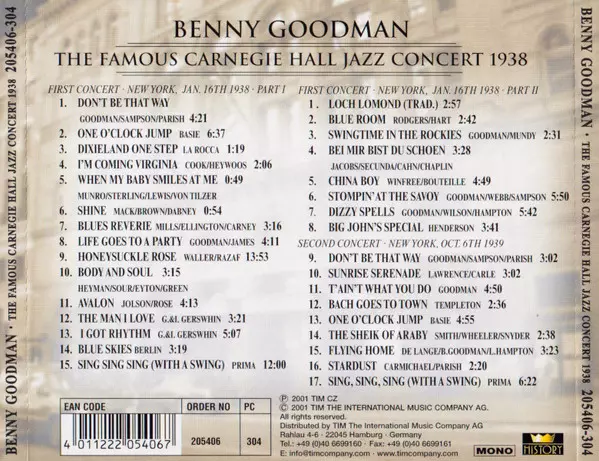 BENNY GOODMAN
THE FAMOUS CARNEGIE HALL JAZZ CONCERT 1938
FIRST CONCERT · NEW YORK, JAN. 16TH 1938 · PART I
1. DON'T BE THAT WAY
GOODMAN/SAMPSON/PARISH 4:21
2. ONE O'CLOCK JUMP BASIE 6:37
3. DIXIELAND ONE STEP LA ROCCA 1:19
4. I'M COMING VIRGINIA COOK/HEYWOOS 2:06
5. WHEN MY BABY SMILES AT ME 0:49
MUNRO/STERLING/LEWIS/VON TILZER
6. SHINE MACK/BROWN/DABNEY 0:54
7. BLUES REVERIE MILLS/ELLINGTON/CARNEY 3:16
8. LIFE GOES TO A PARTY GOODMAN/JAMES 4:11
9. HONEYSUCKLE ROSE WALLER/RAZAF 13:53
10. BODY AND SOUL 3:15
HEYMAN/SOUR/EYTON/GREEN
11. AVALON JOLSON/ROSE 4:13
12. THE MAN I LOVE G.&I. GERSWHIN 3:21
13. I GOT RHYTHM G.&I. GERSWHIN 5:07
14. BLUE SKIES BERLIN 3:19
15. SING SING SING (WITH A SWING) PRIMA 12:00
FIRST CONCERT · NEW YORK, JAN. 16TH 1938 · PART II
1. LOCH LOMOND (TRAD.) 2:57
2. BLUE ROOM RODGERS/HART 2:42
3. SWINGTIME IN THE ROCKIES GOODMAN/MUNDY 2:31
4. BEI MIR BIST DU SCHOEN 3:28
JACOBS/SECUNDA/CAHN/CHAPLIN
5. CHINA BOY WINFREE/BOUTEILLE 4:49
6. STOMPIN' AT THE SAVOY GOODMAN/WEBB/SAMPSON 5:50
7. DIZZY SPELLS GOODMAN/WILSON/HAMPTON 5:42
8. BIG JOHN'S SPECIAL HENDERSON 3:41
SECOND CONCERT · NEW YORK, OCT. 6TH 1939
9. DON'T BE THAT WAY GOODMAN/SAMPSON/PARISH 3:02
10. SUNRISE SERENADE LAWRENCE/CARLE 3:02
11. T'AIN'T WHAT YOU DO GOODMAN 4:50
12. BACH GOES TO TOWN TEMPLETON 2:36
13. ONE O'CLOCK JUMP BASIE 4:55
14. THE SHEIK OF ARABY SMITH/WHEELER/SNYDER 2:38
15. FLYING HOME DE LANGE/B.GOODMAN/L.HAMPTON 3:23
16. STARDUST CARMICHAEL/PARISH 4:20
17. SING, SING, SING (WITH A SWING) PRIMA 6:22
EAN CODE
4 011222 054067
ORDER NO
205406
PC
304
℗ 2001 TIM CZ
© 2001 TIM THE INTERNATIONAL MUSIC COMPANY AG.
All rights reserved.
Distributed by TIM The International Music Company AG
Rahlau 4-6 · 22045 Hamburg · Germany
Tel.: +49 (0)40 6699160 · Fax: +49 (0)40 6699161
E-mail: info@timcompany.com · www.timcompany.com
MONO
HISTORY
BENNY GOODMAN · THE FAMOUS CARNEGIE HALL JAZZ CONCERT 1938 205406-304
BENNY GOODMAN · THE FAMOUS CARNEGIE HALL JAZZ CONCERT 1938 205406-304